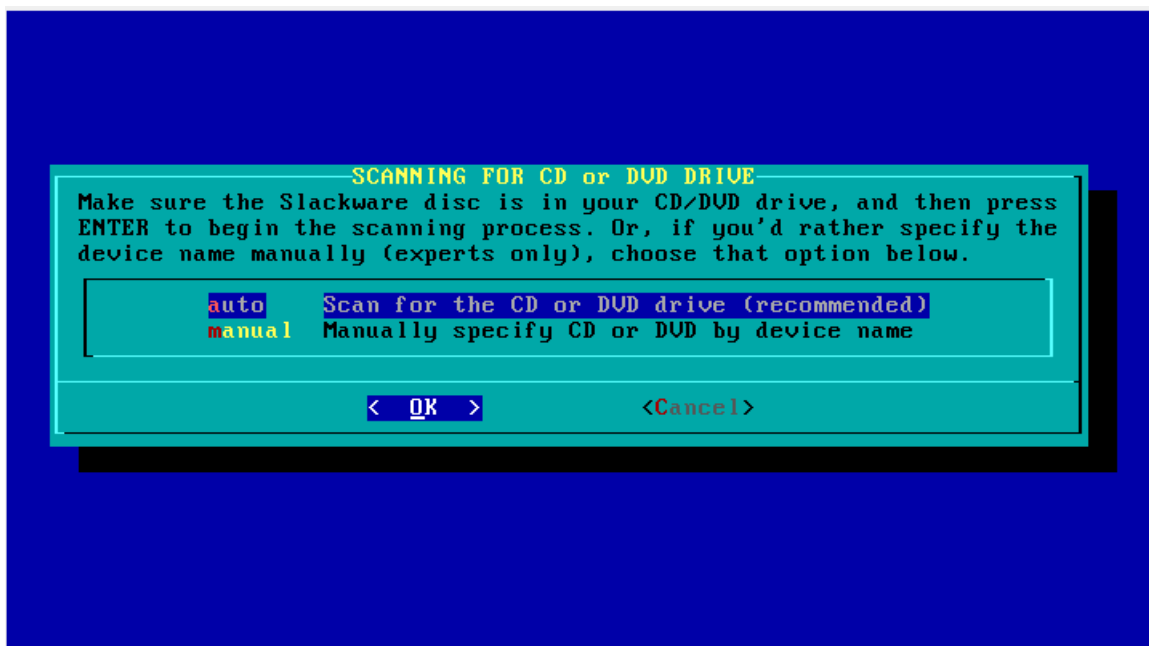 SCANNING FOR CD or DVD DRIVE
Make sure the Slackware disc is in your CD/DVD drive, and then press
ENTER to begin the scanning process. Or, if you'd rather specify the
device name manually (experts only), choose that option below.
auto Scan for the CD or DVD drive (recommended)
manual Manually specify CD or DVD by device name
< OK > <Cancel>